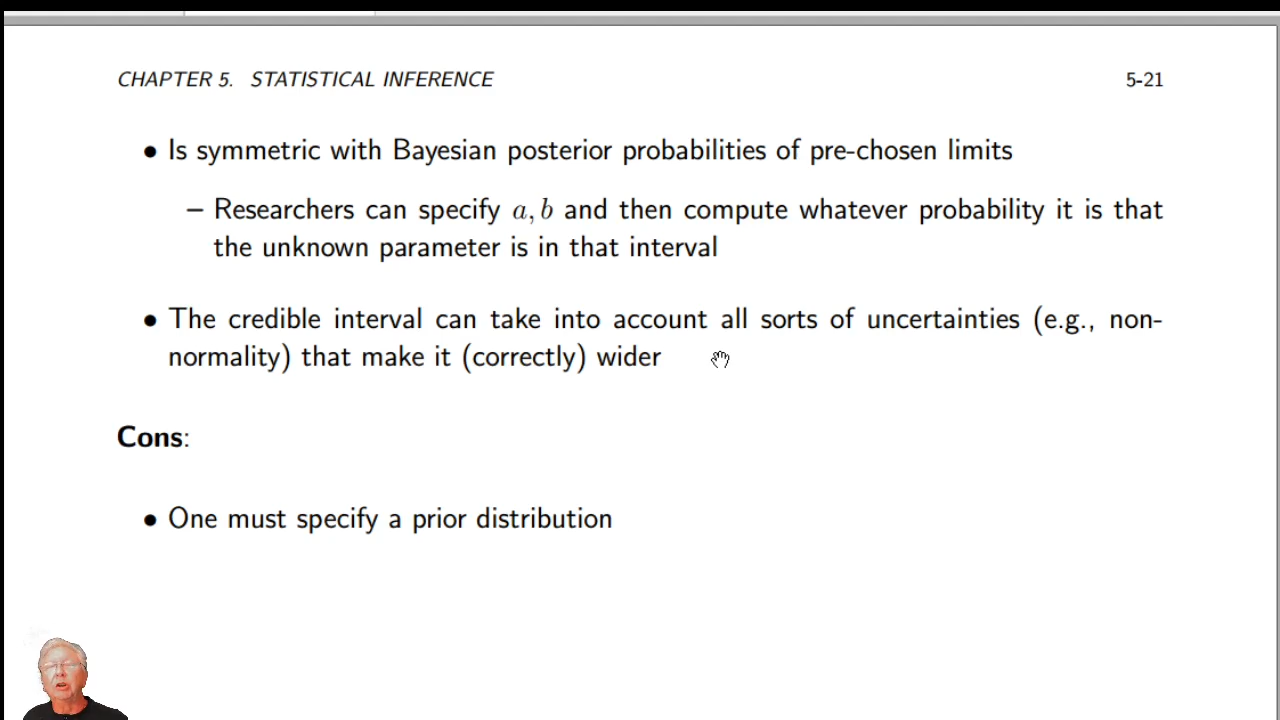 CHAPTER 5. STATISTICAL INFERENCE 5-21
• Is symmetric with Bayesian posterior probabilities of pre-chosen limits
– Researchers can specify a, b and then compute whatever probability it is that
the unknown parameter is in that interval
• The credible interval can take into account all sorts of uncertainties (e.g., non-
normality) that make it (correctly) wider
Cons:
• One must specify a prior distribution